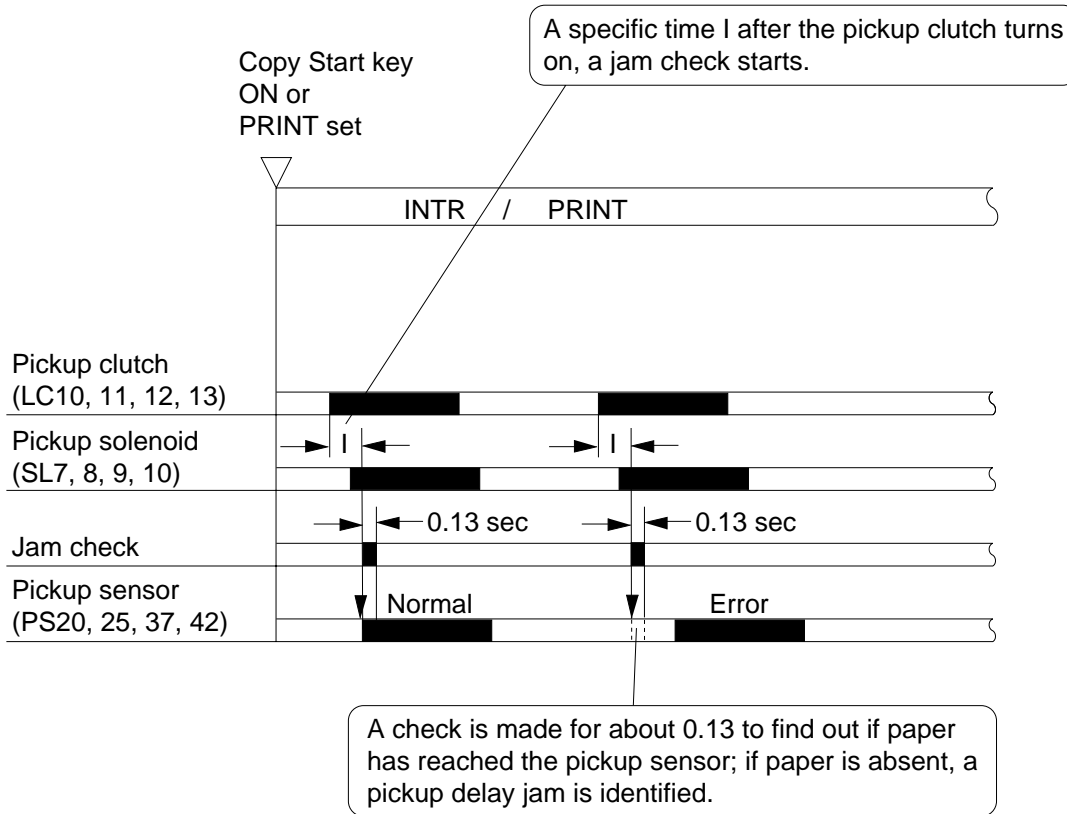 A specific time l after the pickup clutch turns
on, a jam check starts.
Copy Start key
ON or
PRINT set
INTR / PRINT
Pickup clutch
(LC10, 11, 12, 13)
l
l
Pickup solenoid
(SL7, 8, 9, 10)
0.13 sec
0.13 sec
Jam check
Pickup sensor
(PS20, 25, 37, 42)
Normal
Error
A check is made for about 0.13 to find out if paper
has reached the pickup sensor; if paper is absent, a
pickup delay jam is identified.